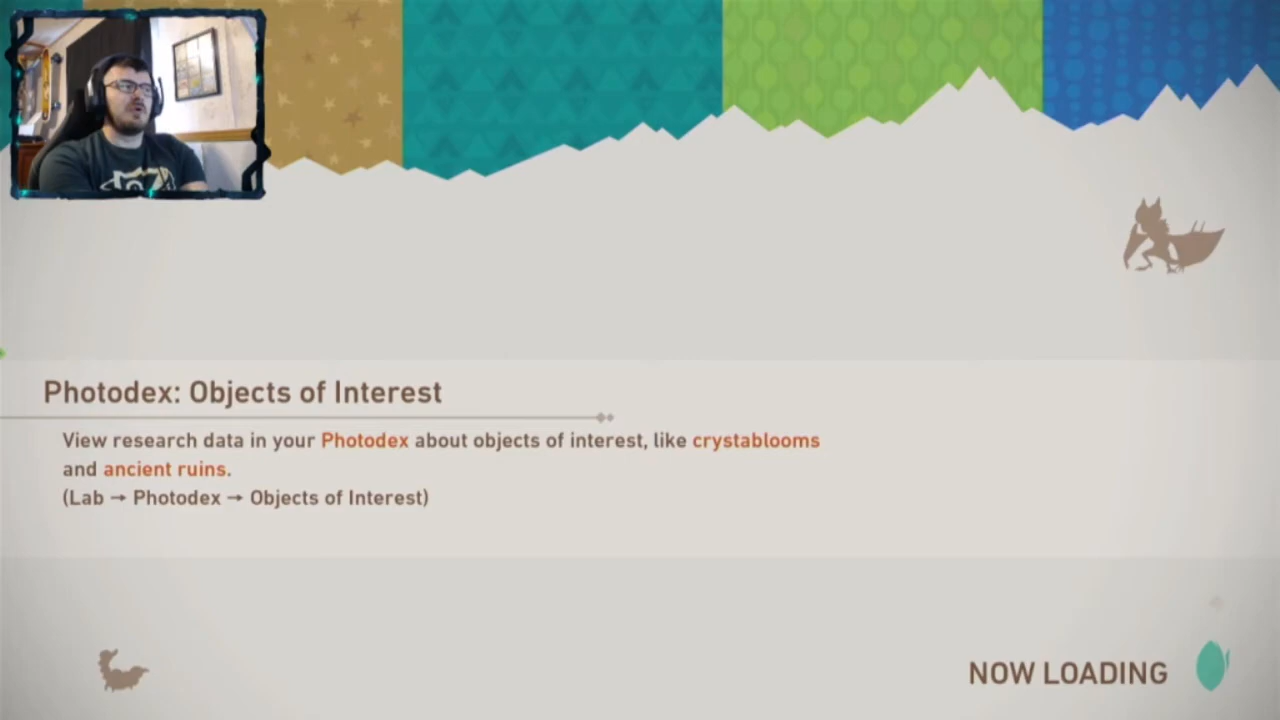 Photodex: Objects of Interest
View research data in your Photodex about objects of interest, like crystablooms
and ancient ruins.
(Lab → Photodex → Objects of Interest)
NOW LOADING